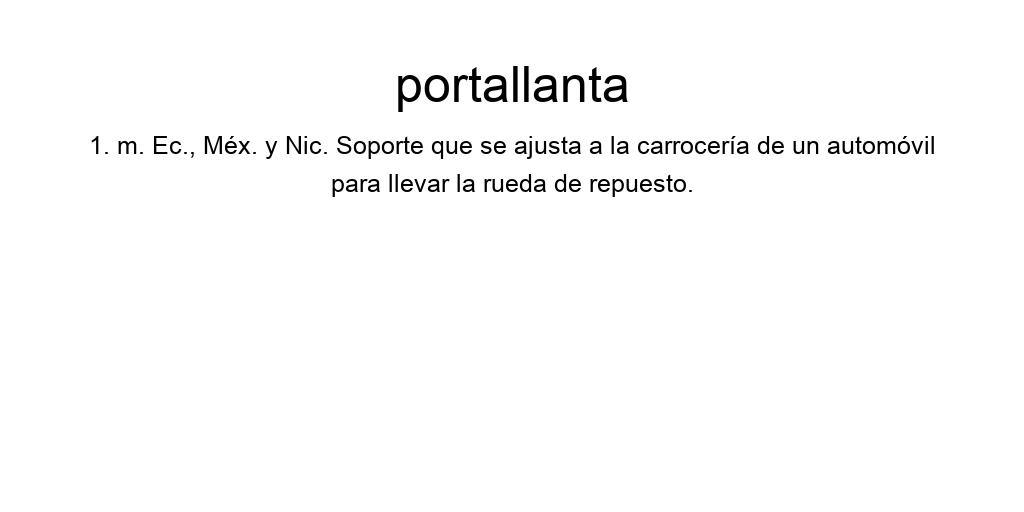 portallanta
1. m. Ec., Méx. y Nic. Soporte que se ajusta a la carrocería de un automóvil
para llevar la rueda de repuesto.